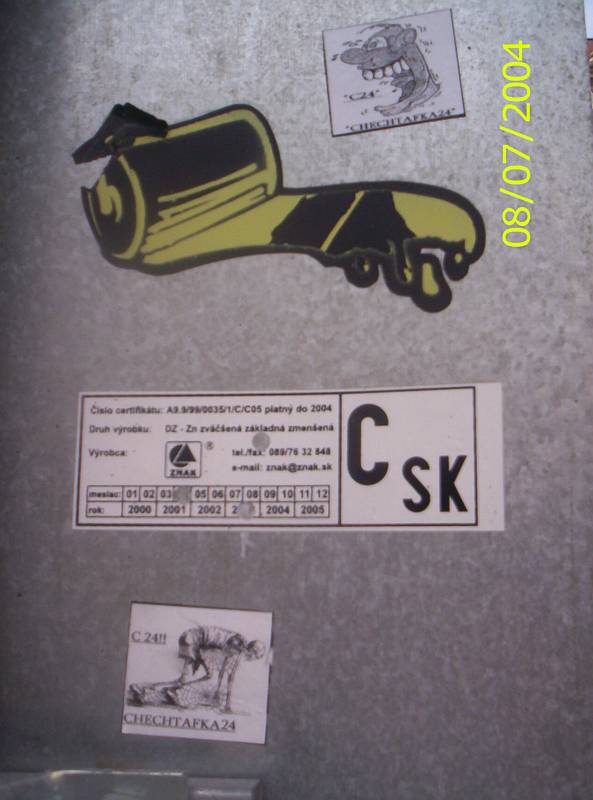 "C24"
"CHECHTAFKA24"
08/07/2004
Číslo certifikátu: A9.9/99/0035/1/C/C05 platný do 2004
Druh výrobku: DZ - Zn zväčšená základná zmenšená
Výrobca:
ZNAK
®
tel./fax: 089/76 32 848
e-mail: znak@znak.sk
mesiac: 01 02 03 05 06 07 08 09 10 11 12
rok: 2000 2001 2002 2004 2005
C SK
C 24!!
CHECHTAFKA24